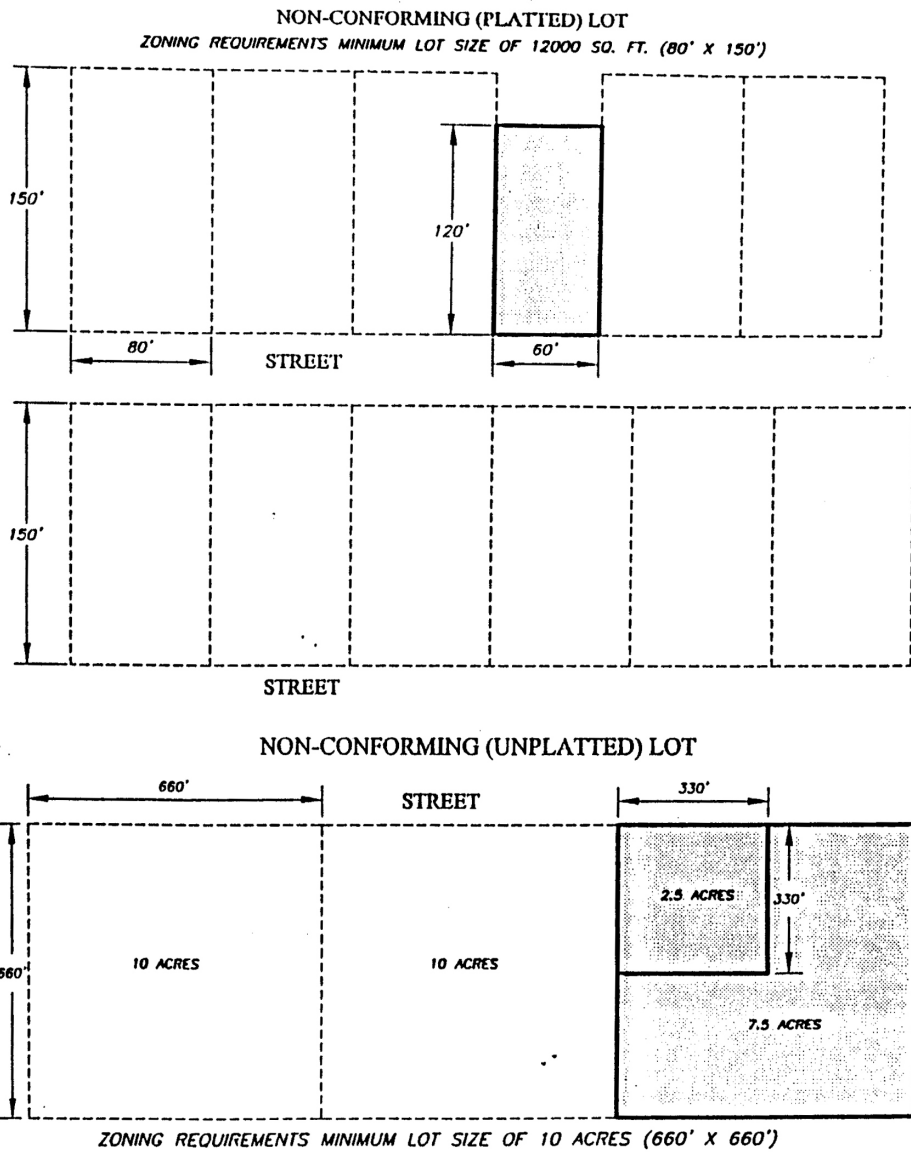 NON-CONFORMING (PLATTED) LOT
ZONING REQUIREMENTS MINIMUM LOT SIZE OF 12000 SQ. FT. (80' X 150')
150'
120'
80'
STREET
60'
150'
STREET
NON-CONFORMING (UNPLATTED) LOT
660'
STREET
330'
2.5 ACRES
330'
660'
10 ACRES
10 ACRES
7.5 ACRES
ZONING REQUIREMENTS MINIMUM LOT SIZE OF 10 ACRES (660' X 660')